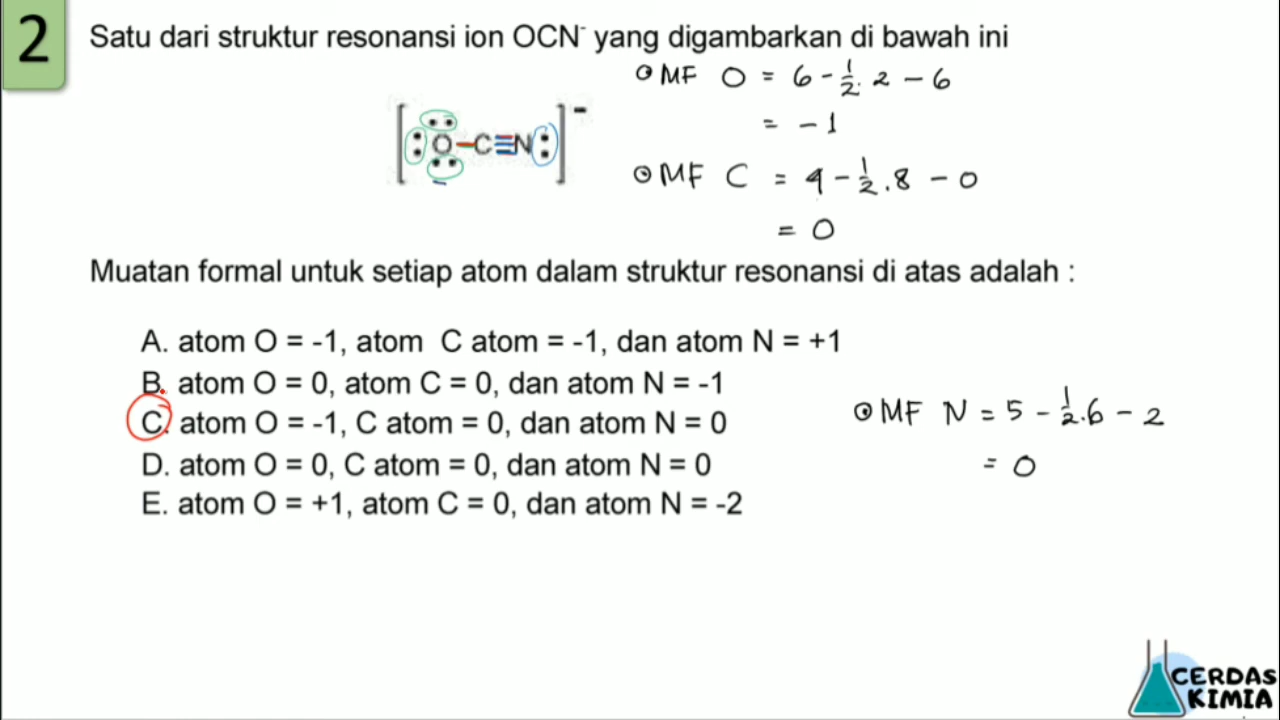 2
Satu dari struktur resonansi ion OCN⁻ yang digambarkan di bawah ini
⊙ MF O = 6 - ½. 2 - 6
= -1
[:O-C≡N:]⁻
⊙ MF C = 4 - ½.8 - 0
= 0
Muatan formal untuk setiap atom dalam struktur resonansi di atas adalah :
A. atom O = -1, atom C atom = -1, dan atom N = +1
B. atom O = 0, atom C = 0, dan atom N = -1
C. atom O = -1, C atom = 0, dan atom N = 0
D. atom O = 0, C atom = 0, dan atom N = 0
E. atom O = +1, atom C = 0, dan atom N = -2
⊙ MF N = 5 - ½.6 - 2
= 0
CERDAS
KIMIA